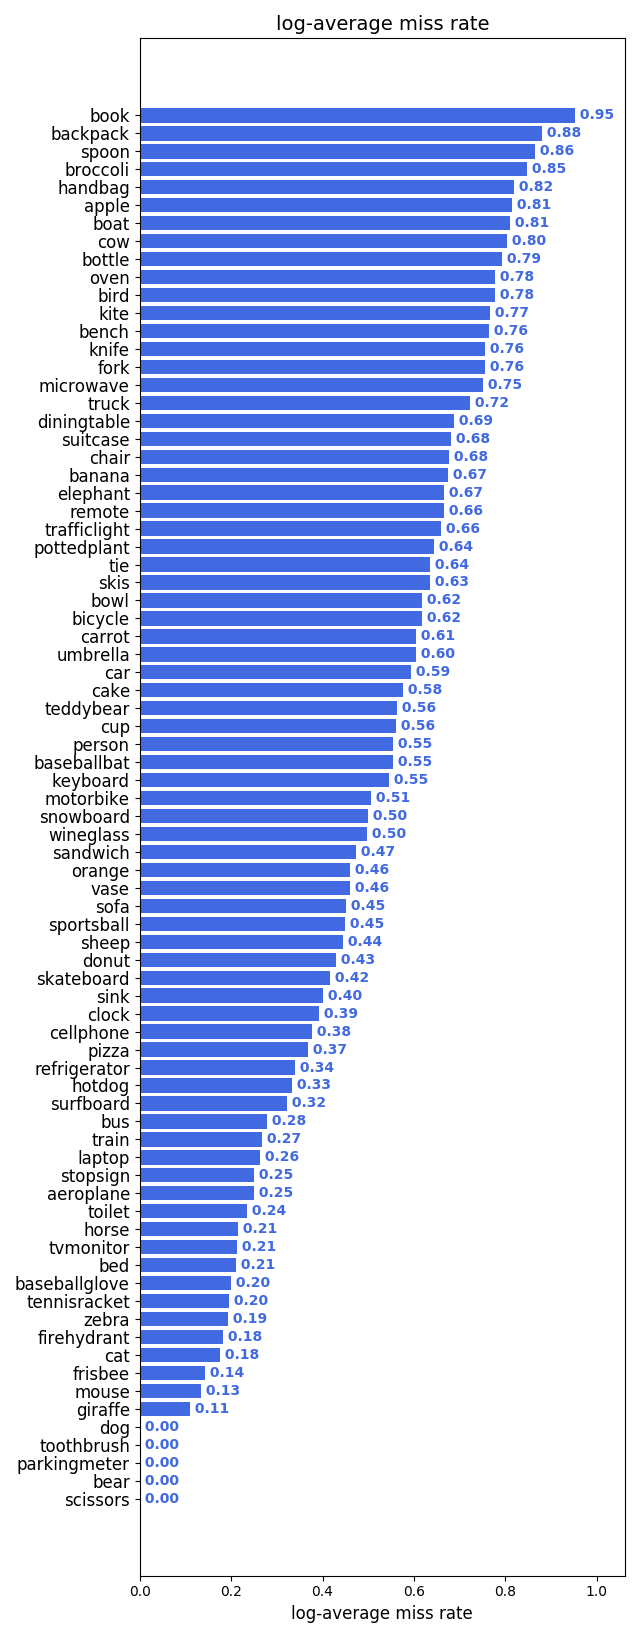 log-average miss rate
book 0.95
backpack 0.88
spoon 0.86
broccoli 0.85
handbag 0.82
apple 0.81
boat 0.81
cow 0.80
bottle 0.79
oven 0.78
bird 0.78
kite 0.77
bench 0.76
knife 0.76
fork 0.76
microwave 0.75
truck 0.72
diningtable 0.69
suitcase 0.68
chair 0.68
banana 0.67
elephant 0.67
remote 0.66
trafficlight 0.66
pottedplant 0.64
tie 0.64
skis 0.63
bowl 0.62
bicycle 0.62
carrot 0.61
umbrella 0.60
car 0.59
cake 0.58
teddybear 0.56
cup 0.56
person 0.55
baseballbat 0.55
keyboard 0.55
motorbike 0.51
snowboard 0.50
wineglass 0.50
sandwich 0.47
orange 0.46
vase 0.46
sofa 0.45
sportsball 0.45
sheep 0.44
donut 0.43
skateboard 0.42
sink 0.40
clock 0.39
cellphone 0.38
pizza 0.37
refrigerator 0.34
hotdog 0.33
surfboard 0.32
bus 0.28
train 0.27
laptop 0.26
stopsign 0.25
aeroplane 0.25
toilet 0.24
horse 0.21
tvmonitor 0.21
bed 0.21
baseballglove 0.20
tennisracket 0.20
zebra 0.19
firehydrant 0.18
cat 0.18
frisbee 0.14
mouse 0.13
giraffe 0.11
dog 0.00
toothbrush 0.00
parkingmeter 0.00
bear 0.00
scissors 0.00
0.0 0.2 0.4 0.6 0.8 1.0
log-average miss rate